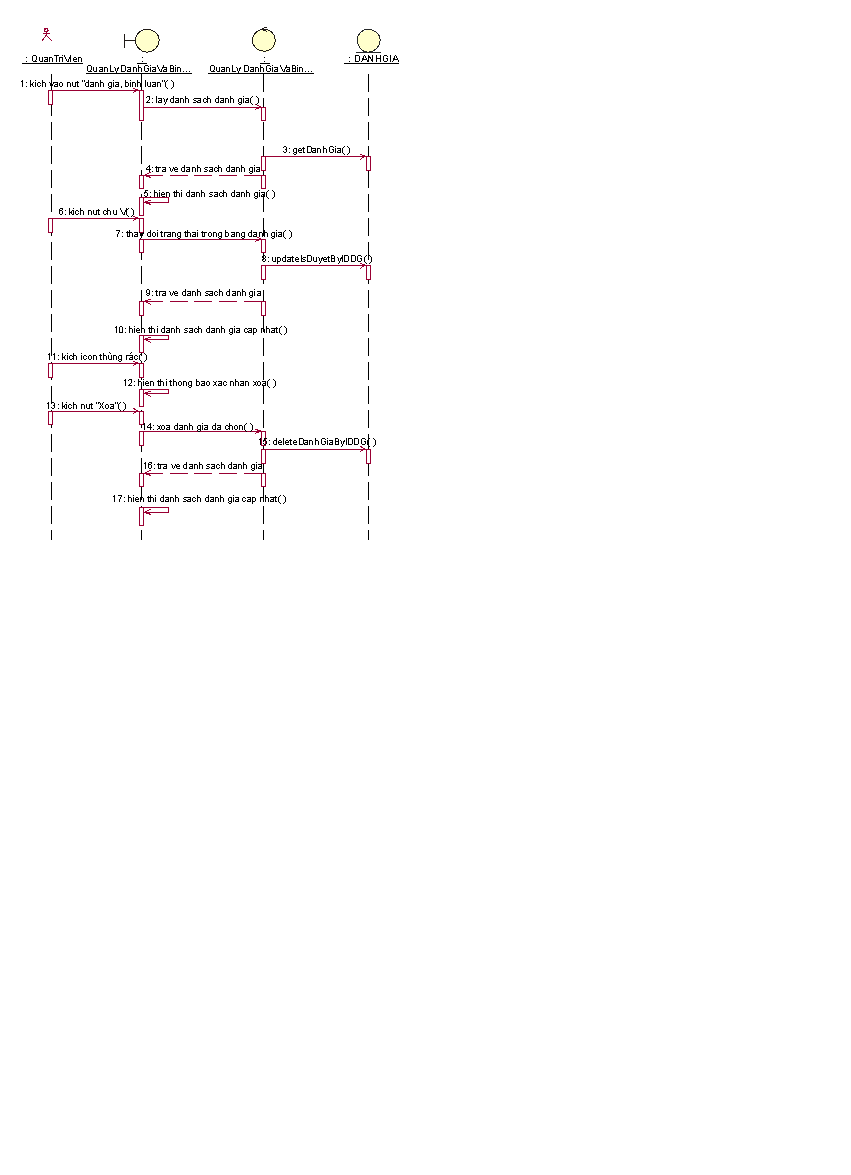 : QuanTriVien
:
QuanLyDanhGiaVaBin...
:
QuanLyDanhGiaVaBin...
: DANHGIA
1: kich vao nut "danh gia, binh luan"( )
2: lay danh sach danh gia( )
3: getDanhGia( )
4: tra ve danh sach danh gia
5: hien thi danh sach danh gia( )
6: kich nut chu V( )
7: thay doi trang thai trong bang danh gia( )
8: updateIsDuyetByIDDG( )
9: tra ve danh sach danh gia
10: hien thi danh sach danh gia cap nhat( )
11: kich icon thùng rác( )
12: hien thi thong bao xac nhan xoa( )
13: kich nut "Xoa"( )
14: xoa danh gia da chon( )
15: deleteDanhGiaByIDDG( )
16: tra ve danh sach danh gia
17: hien thi danh sach danh gia cap nhat( )